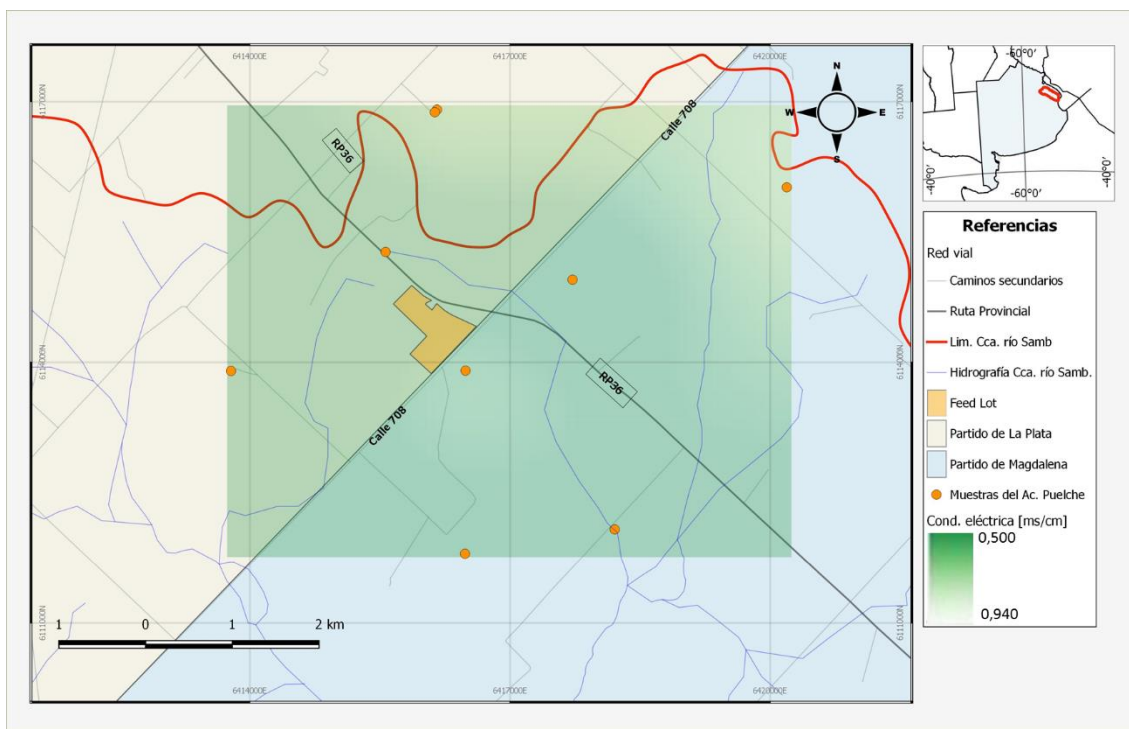 6414000E
6417000E
6420000E
6117000N
6117000N
Calle 708
RP36
N
W
E
S
-60°0'
-40°0'
-40°0'
-60°0'
6114000N
6114000N
RP36
Calle 708
6111000N
6111000N
1 0 1 2 km
6414000E
6417000E
6420000E
Referencias
Red vial
Caminos secundarios
Ruta Provincial
Lim. Cca. río Samb
Hidrografía Cca. río Samb.
Feed Lot
Partido de La Plata
Partido de Magdalena
Muestras del Ac. Puelche
Cond. eléctrica [ms/cm]
0,500
0,940